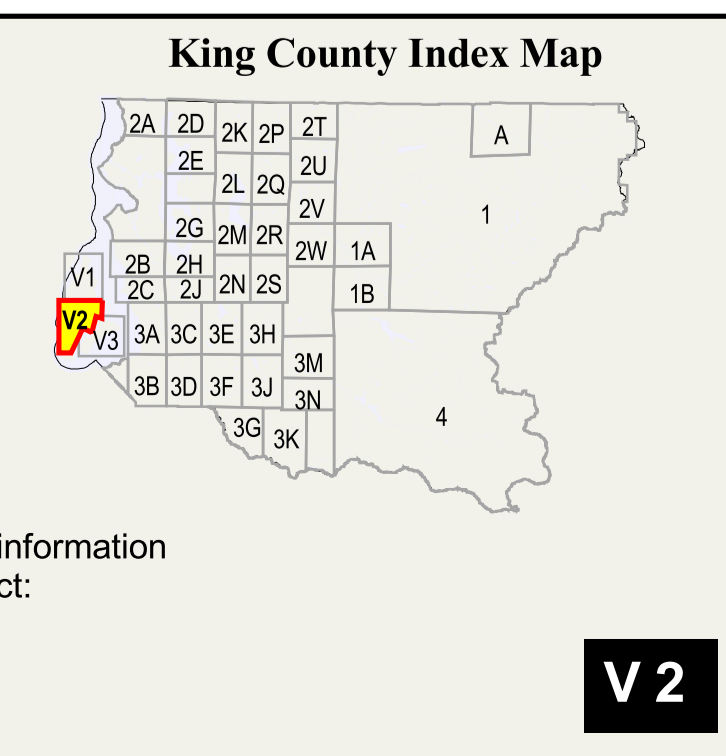 King County Index Map
2A 2D 2K 2P 2T A
2E 2L 2Q 2U
2V 1
2G 2M 2R 2W 1A
2B 2H
V1 2C 2J 2N 2S 1B
V2 V3 3A 3C 3E 3H
3M
3B 3D 3F 3J 3N
3G 3K 4
information
ct:
V 2